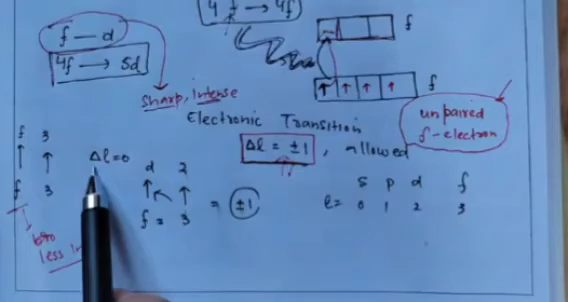 4 f → 4f
f — d
4f → 5d
f
f
sharp, intense
Electronic Transition
unpaired
f-electron
Δl = ±1, allowed
f 3
Δl=0
d 2
f 3
f = 3
= ±1
s p d f
l= 0 1 2 3
less